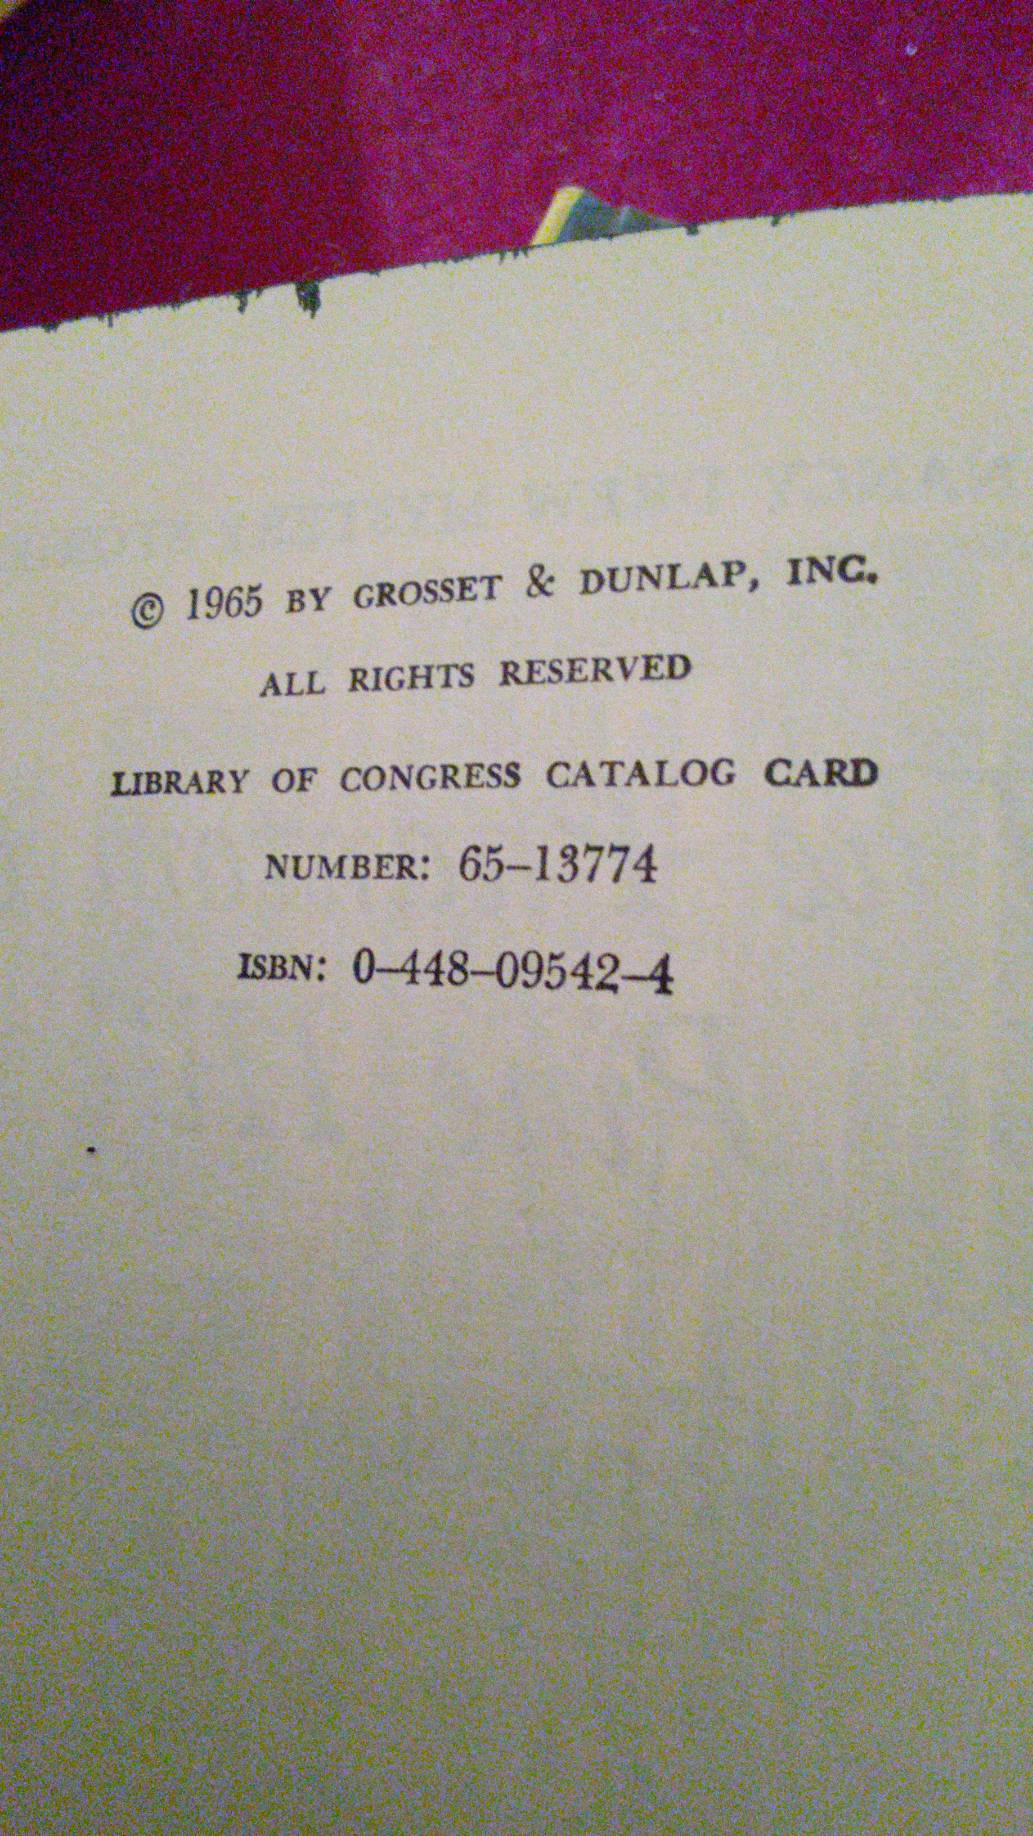 © 1965 BY GROSSET & DUNLAP, INC.
ALL RIGHTS RESERVED
LIBRARY OF CONGRESS CATALOG CARD
NUMBER: 65–13774
ISBN: 0–448–09542–4